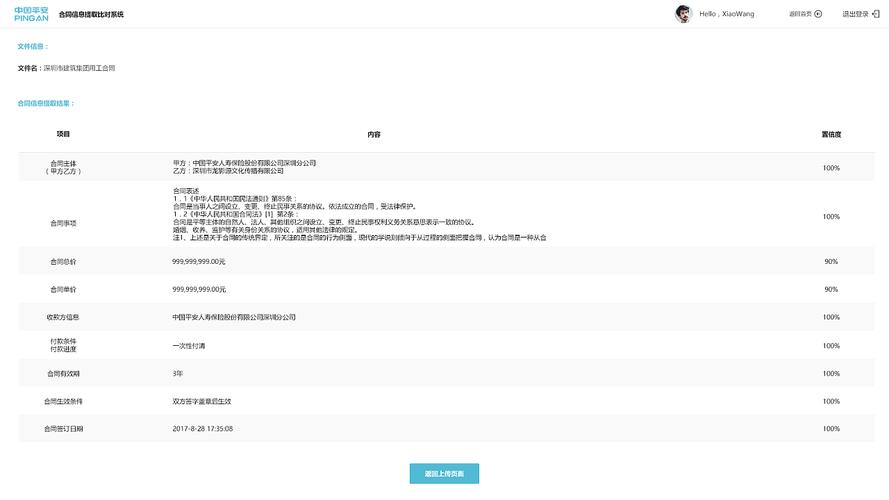 中国平安
PINGAN
合同信息提取比对系统
Hello，XiaoWang
返回首页
退出登录
文件信息：
文件名：深圳市建筑集团用工合同
合同信息提取结果：
项目 内容 置信度
合同主体
（甲方乙方）
甲方：中国平安人寿保险股份有限公司深圳分公司
乙方：深圳市龙影源文化传播有限公司
100%
合同事项
合同表述
1．1《中华人民共和国民法通则》第85条：
合同是当事人之间设立、变更、终止民事关系的协议。依法成立的合同，受法律保护。
1．2《中华人民共和国合同法》[1] 第2条：
合同是平等主体的自然人、法人、其他组织之间设立、变更、终止民事权利义务关系意思表示一致的协议。
婚姻、收养、监护等有关身份关系的协议，适用其他法律的规定。
注1、上述是关于合同的传统界定，所关注的是合同的行为侧面，现代的学说则倾向于从过程的侧面把握合同，认为合同是一种从合
100%
合同总价 999,999,999.00元 90%
合同单价 999,999,999.00元 90%
收款方信息 中国平安人寿保险股份有限公司深圳分公司 100%
付款条件
付款进度
一次性付清 100%
合同有效期 3年 100%
合同生效条件 双方签字盖章后生效 100%
合同签订日期 2017-8-28 17:35:08 100%
返回上传页面